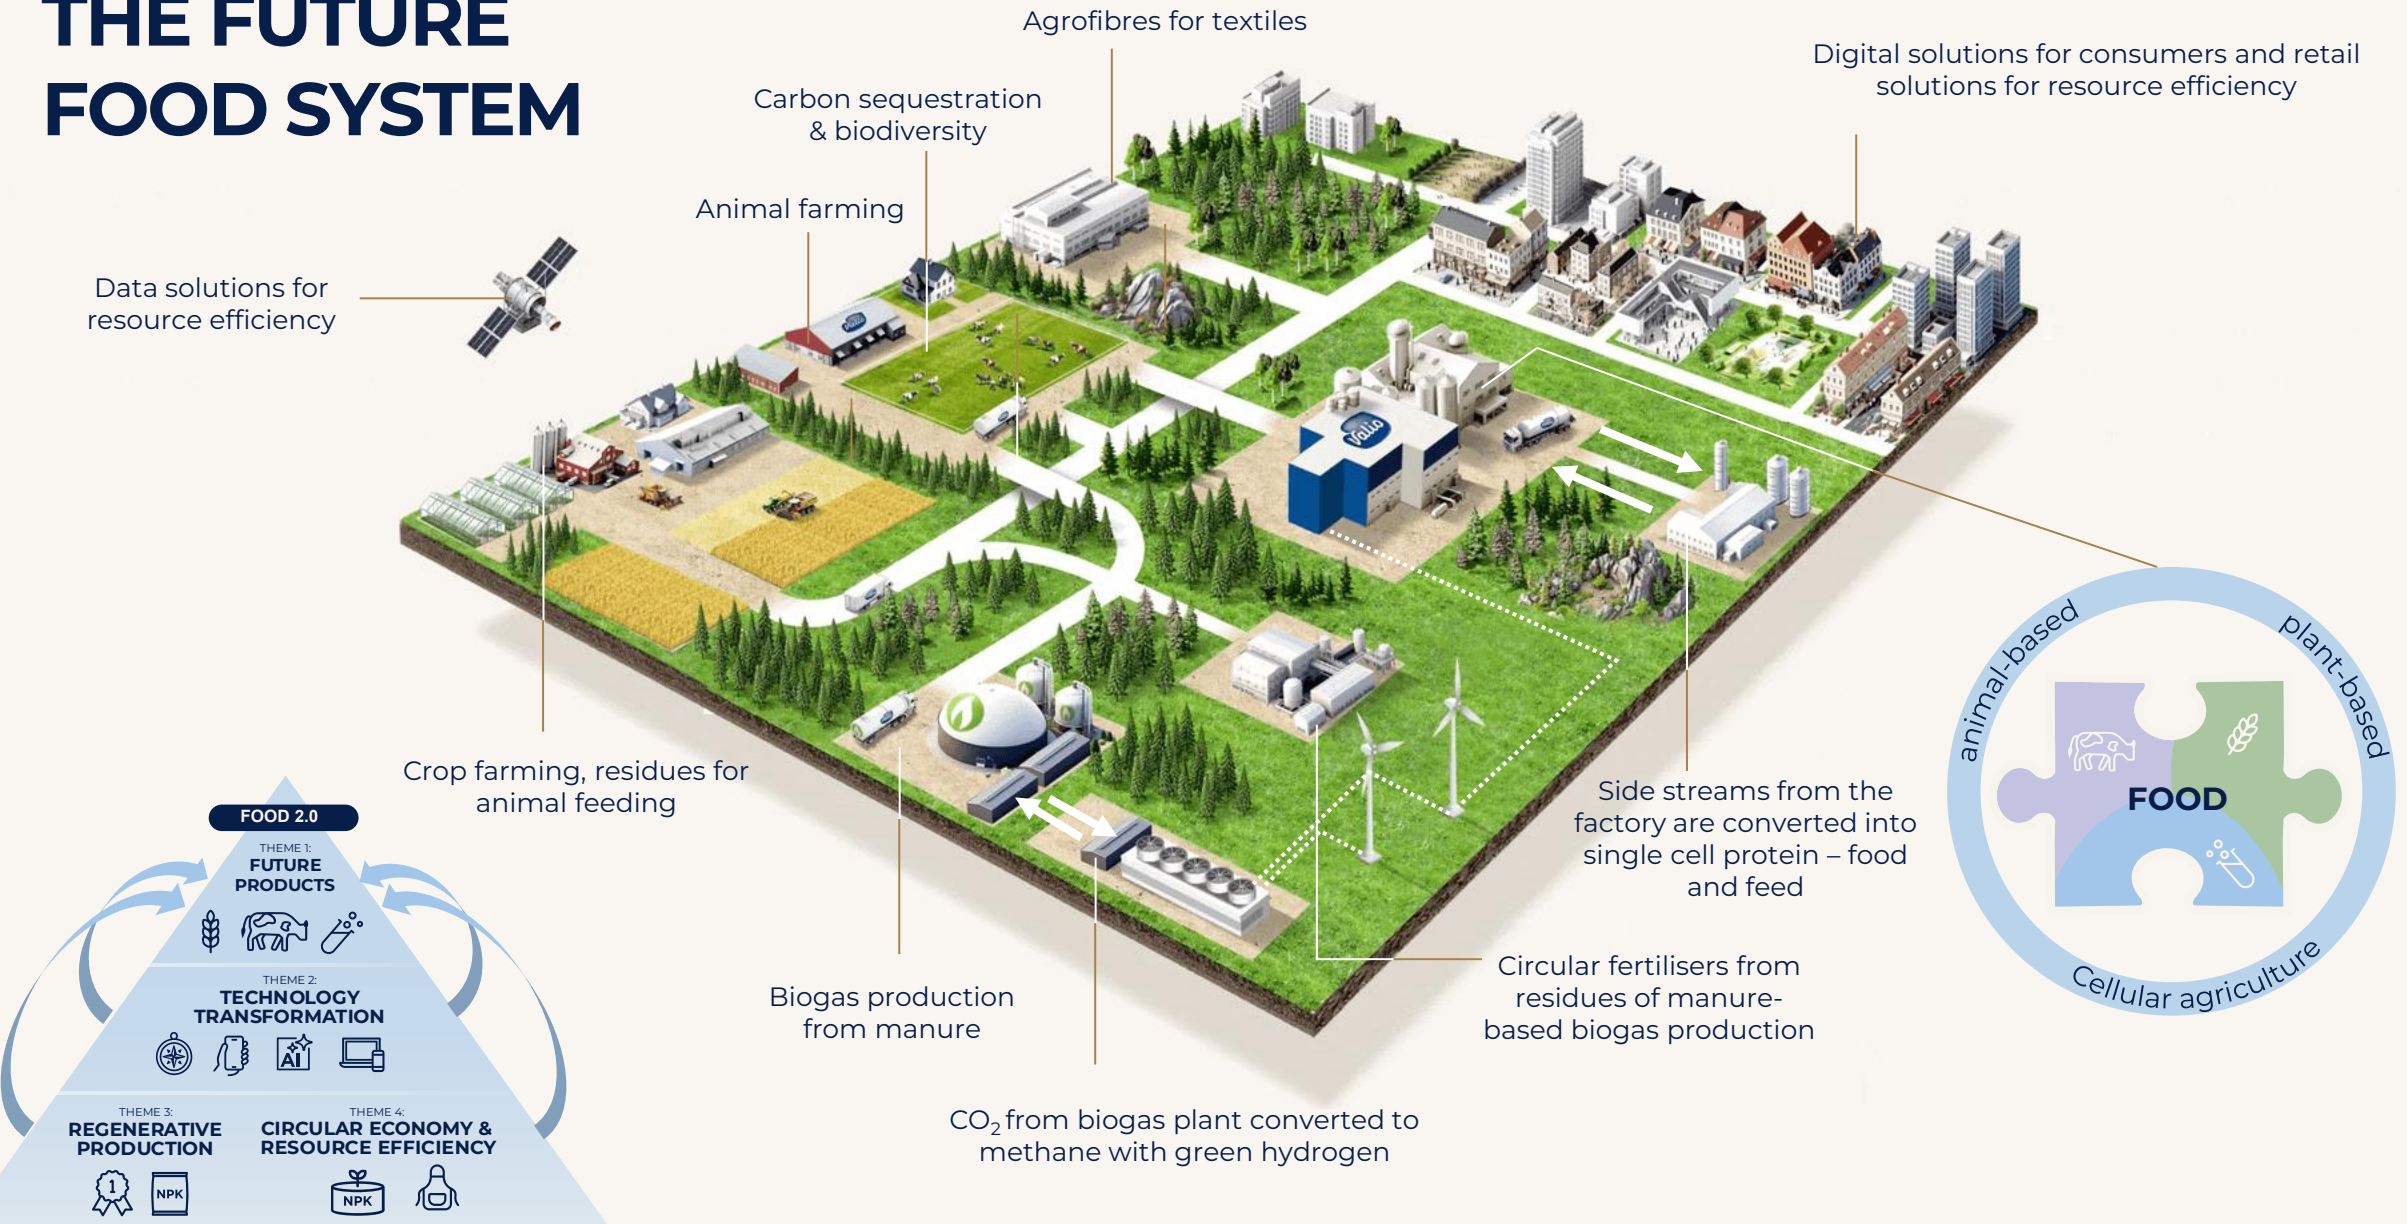 THE FUTURE
FOOD SYSTEM
Agrofibres for textiles
Digital solutions for consumers and retail
solutions for resource efficiency
Carbon sequestration
& biodiversity
Animal farming
Data solutions for
resource efficiency
Valio
Valio
Crop farming, residues for
animal feeding
Biogas production
from manure
CO₂ from biogas plant converted to
methane with green hydrogen
Side streams from the
factory are converted into
single cell protein – food
and feed
Circular fertilisers from
residues of manure-
based biogas production
animal-based
plant-based
FOOD
Cellular agriculture
FOOD 2.0
THEME 1:
FUTURE
PRODUCTS
THEME 2:
TECHNOLOGY
TRANSFORMATION
AI
THEME 3:
REGENERATIVE
PRODUCTION
1
NPK
THEME 4:
CIRCULAR ECONOMY &
RESOURCE EFFICIENCY
NPK